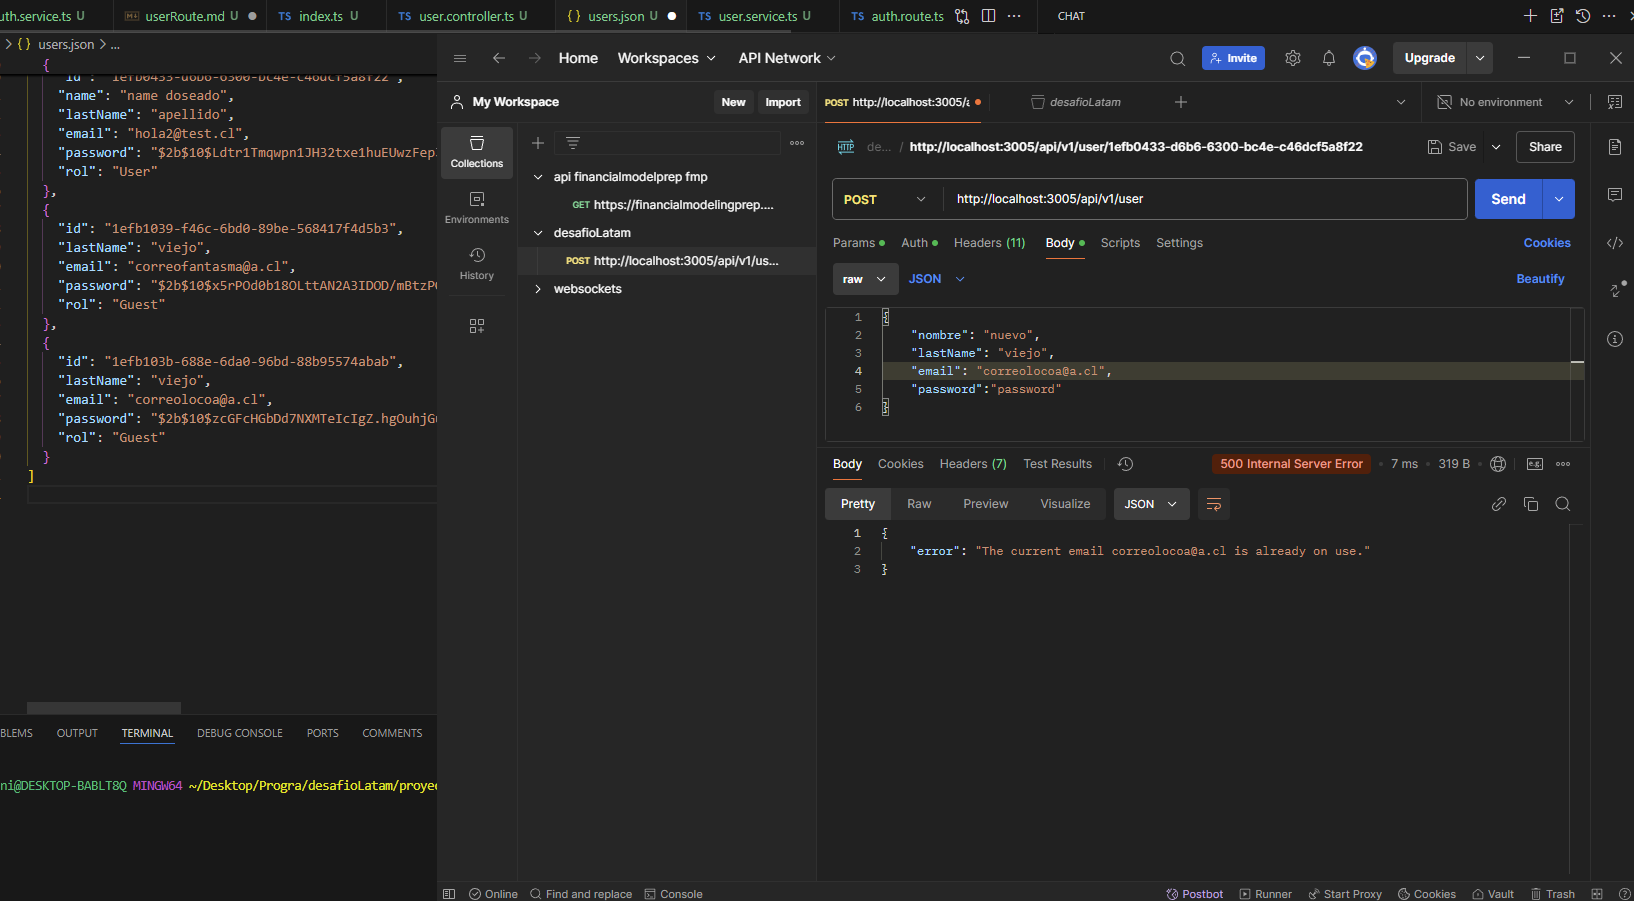 uth.service.ts U
userRoute.md U
TS index.ts U
TS user.controller.ts U
{} users.json U
TS user.service.ts U
TS auth.route.ts
CHAT
{} users.json > ...
{
"id": "1efb0433-d6b6-6300-bc4e-c46dcf5a8f22",
"name": "name doseado",
"lastName": "apellido",
"email": "hola2@test.cl",
"password": "$2b$10$Ldtr1Tmqwpn1JH32txe1huEUwzFep
"rol": "User"
},
{
"id": "1efb1039-f46c-6bd0-89be-568417f4d5b3",
"lastName": "viejo",
"email": "correofantasma@a.cl",
"password": "$2b$10$x5rPOd0b18OLttAN2A3IDOD/mBtzP
"rol": "Guest"
},
{
"id": "1efb103b-688e-6da0-96bd-88b95574abab",
"lastName": "viejo",
"email": "correolocoa@a.cl",
"password": "$2b$10$zcGFcHGbDd7NXMTeIcIgZ.hgOuhjG
"rol": "Guest"
}
]
BLEMS
OUTPUT
TERMINAL
DEBUG CONSOLE
PORTS
COMMENTS
ni@DESKTOP-BABLT8Q MINGW64 ~/Desktop/Progra/desafioLatam/proye
Home
Workspaces
API Network
Invite
Upgrade
My Workspace
New
Import
POST http://localhost:3005/a
desafioLatam
No environment
Collections
Environments
History
api financialmodelprep fmp
GET https://financialmodelingprep....
desafioLatam
POST http://localhost:3005/api/v1/us...
websockets
HTTP de... / http://localhost:3005/api/v1/user/1efb0433-d6b6-6300-bc4e-c46dcf5a8f22
Save
Share
POST
http://localhost:3005/api/v1/user
Send
Params
Auth
Headers (11)
Body
Scripts
Settings
Cookies
raw
JSON
Beautify
1 {
2 "nombre": "nuevo",
3 "lastName": "viejo",
4 "email": "correolocoa@a.cl",
5 "password":"password"
6 }
Body
Cookies
Headers (7)
Test Results
500 Internal Server Error
7 ms
319 B
e.g.
Pretty
Raw
Preview
Visualize
JSON
1 {
2 "error": "The current email correolocoa@a.cl is already on use."
3 }
Online
Find and replace
Console
Postbot
Runner
Start Proxy
Cookies
Vault
Trash